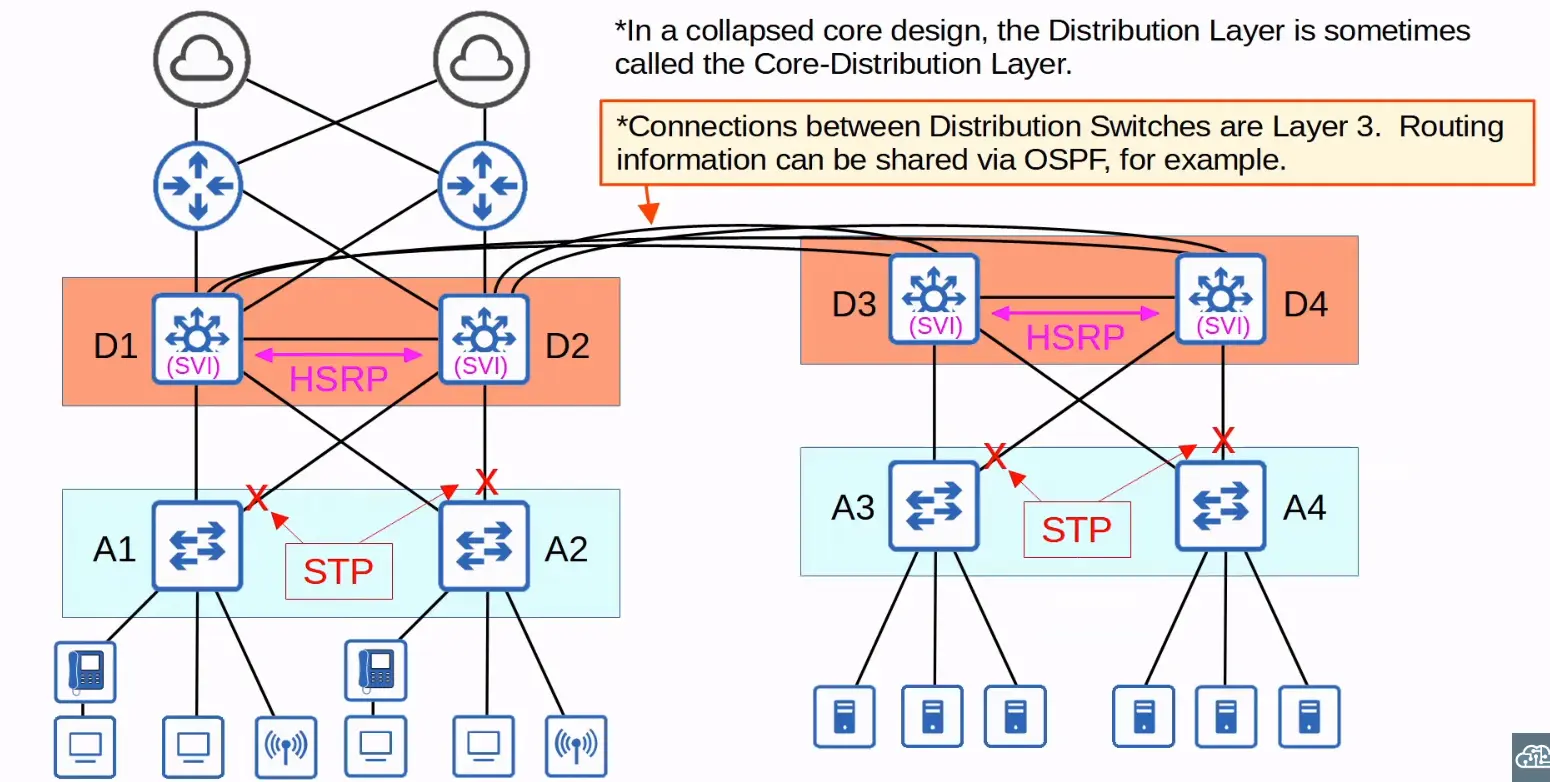 *In a collapsed core design, the Distribution Layer is sometimes
called the Core-Distribution Layer.
*Connections between Distribution Switches are Layer 3. Routing
information can be shared via OSPF, for example.
D1
(SVI)
HSRP
(SVI)
D2
D3
(SVI)
HSRP
(SVI)
D4
A1
X
STP
X
A2
A3
X
STP
X
A4